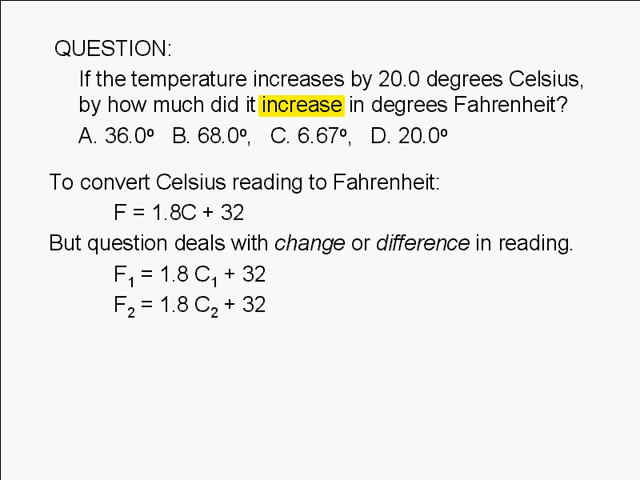 QUESTION:
If the temperature increases by 20.0 degrees Celsius,
by how much did it increase in degrees Fahrenheit?
A. 36.0º B. 68.0º, C. 6.67º, D. 20.0º
To convert Celsius reading to Fahrenheit:
F = 1.8C + 32
But question deals with change or difference in reading.
F₁ = 1.8 C₁ + 32
F₂ = 1.8 C₂ + 32